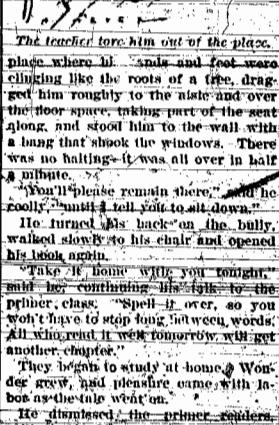 The teacher tore him out of the place.
place where hi ands and feet were
clinging like the roots of a tree, drag-
ged him roughly to the aisle and over
the floor space, taking part of the seat
along, and stood him to the wall with
a bang that shook the windows. There
was no halting—it was all over in half
a minute.
"You'll please remain there," said he
coolly, "until I tell you to sit down."
He turned his back on the bully,
walked slowly to his chair and opened
his book again.
"Take it home with you tonight,"
said he, continuing his talk to the
primer class. "Spell it over, so you
won't have to stop long between words.
All who read it well tomorrow will get
another chapter."
They began to study at home. Won-
der grew, and pleasure came with la-
bor as the tale went on.
He dismissed the primer readers,